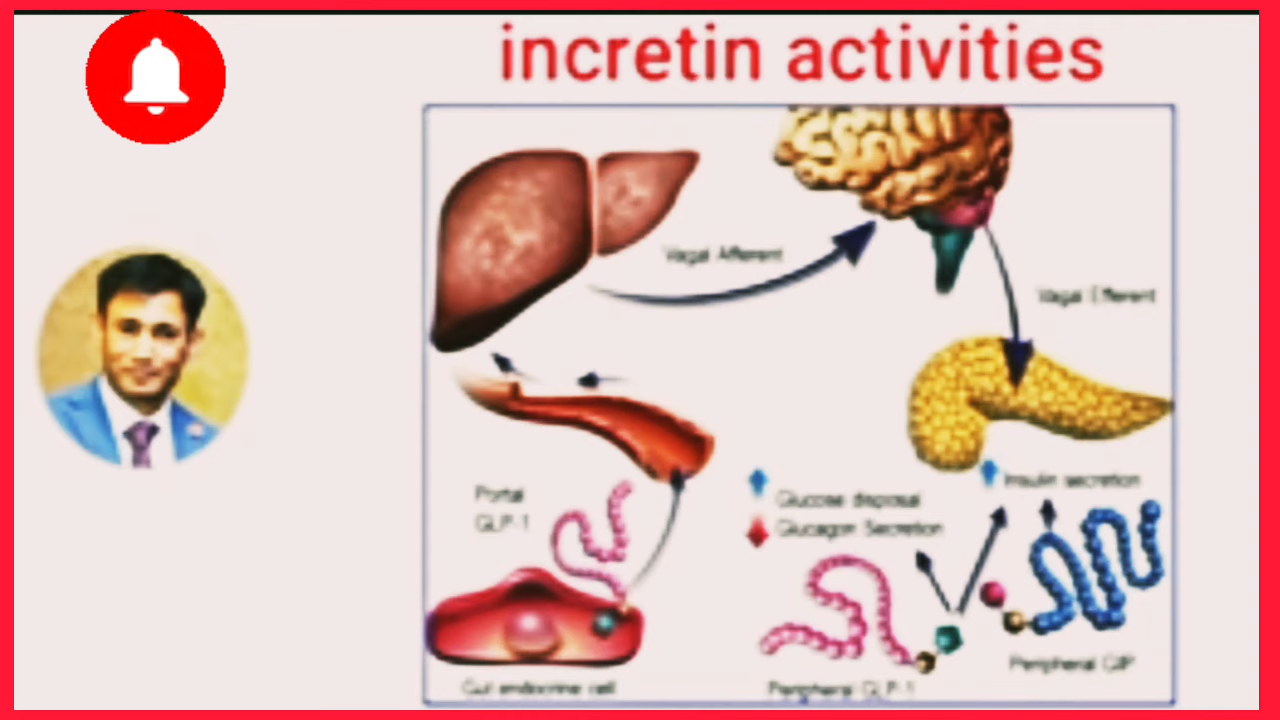 incretin activities
Vagal Afferent
Vagal Efferent
Portal
GLP-1
Insulin secretion
Glucose disposal
Glucagon Secretion
Peripheral GIP
Gut endocrine cell
Peripheral GLP-1